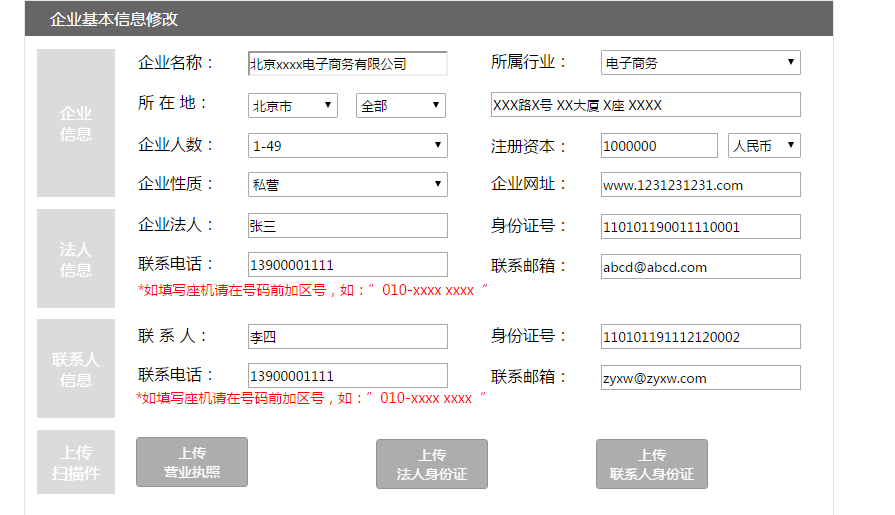 企业基本信息修改
企业
信息
企业名称： 北京xxxx电子商务有限公司 所属行业： 电子商务
所 在 地： 北京市 全部 XXX路X号 XX大厦 X座 XXXX
企业人数： 1-49 注册资本： 1000000 人民币
企业性质： 私营 企业网址： www.1231231231.com
法人
信息
企业法人： 张三 身份证号： 110101190011110001
联系电话： 13900001111 联系邮箱： abcd@abcd.com
*如填写座机请在号码前加区号，如：”010-xxxx xxxx“
联系人
信息
联 系 人： 李四 身份证号： 110101191112120002
联系电话： 13900001111 联系邮箱： zyxw@zyxw.com
*如填写座机请在号码前加区号，如：”010-xxxx xxxx“
上传
扫描件
上传
营业执照
上传
法人身份证
上传
联系人身份证